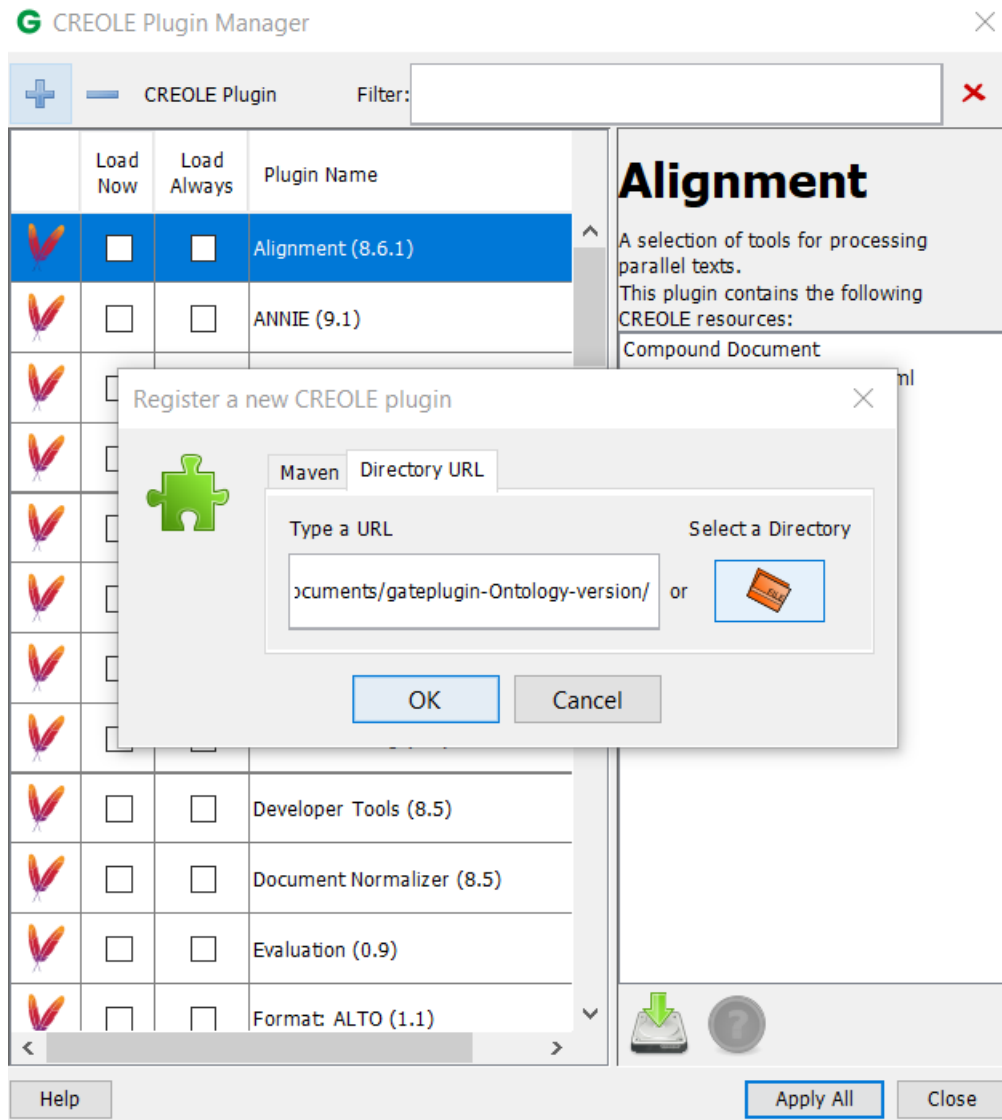 CREOLE Plugin Manager
CREOLE Plugin
Filter:
Load Now
Load Always
Plugin Name
Alignment (8.6.1)
ANNIE (9.1)
Developer Tools (8.5)
Document Normalizer (8.5)
Evaluation (0.9)
Format: ALTO (1.1)
Alignment
A selection of tools for processing
parallel texts.
This plugin contains the following
CREOLE resources:
Compound Document
ml
Register a new CREOLE plugin
Maven
Directory URL
Type a URL
Select a Directory
ocuments/gateplugin-Ontology-version/
or
FILE
OK
Cancel
?
Help
Apply All
Close